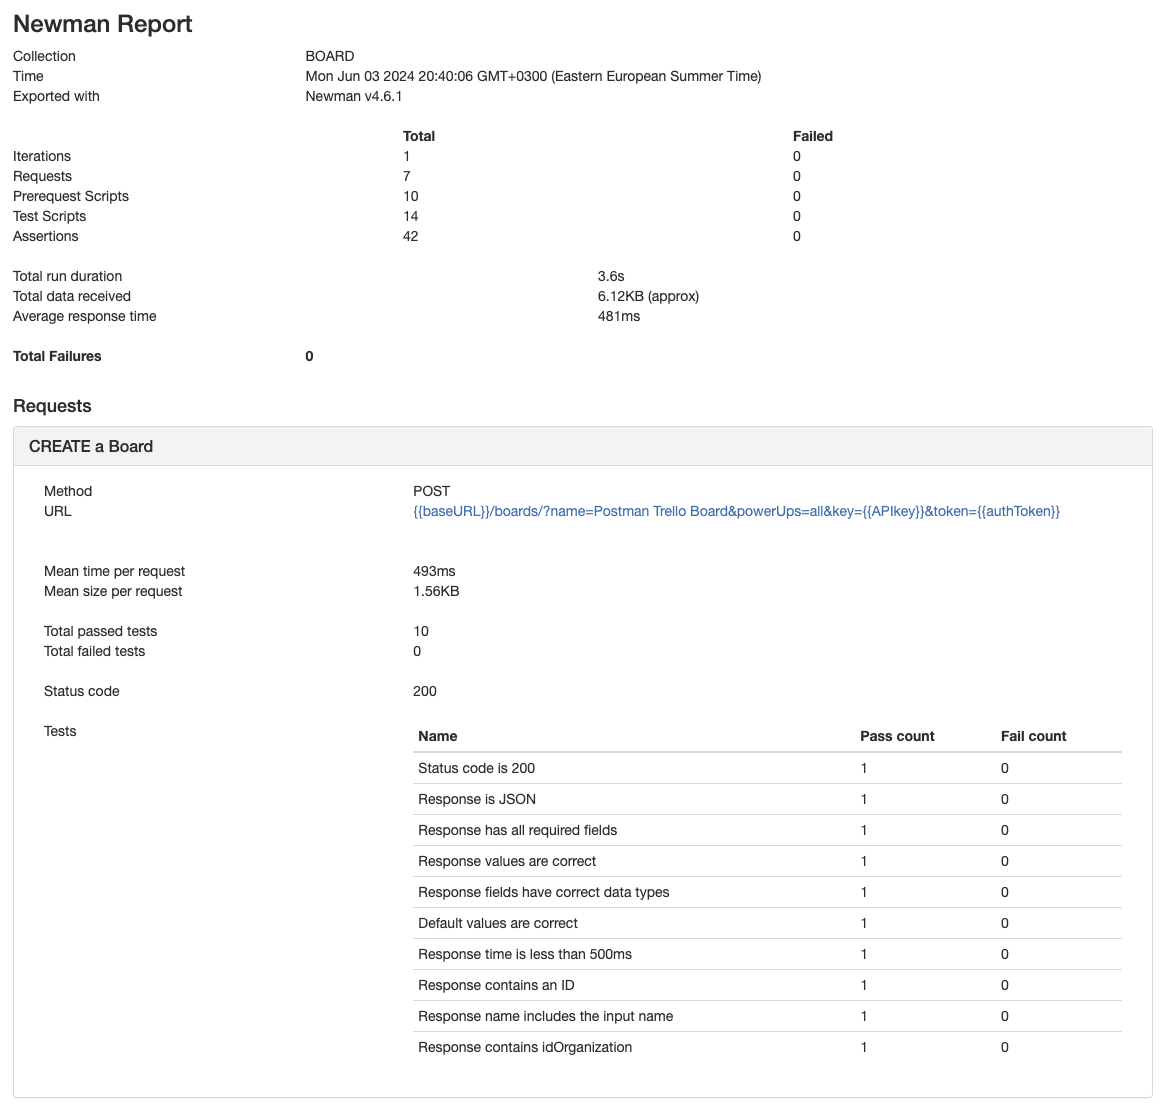 Newman Report
Collection BOARD
Time Mon Jun 03 2024 20:40:06 GMT+0300 (Eastern European Summer Time)
Exported with Newman v4.6.1
Total Failed
Iterations 1 0
Requests 7 0
Prerequest Scripts 10 0
Test Scripts 14 0
Assertions 42 0
Total run duration 3.6s
Total data received 6.12KB (approx)
Average response time 481ms
Total Failures 0
Requests
CREATE a Board
Method POST
URL {{baseURL}}/boards/?name=Postman Trello Board&powerUps=all&key={{APIkey}}&token={{authToken}}
Mean time per request 493ms
Mean size per request 1.56KB
Total passed tests 10
Total failed tests 0
Status code 200
Tests
Name Pass count Fail count
Status code is 200 1 0
Response is JSON 1 0
Response has all required fields 1 0
Response values are correct 1 0
Response fields have correct data types 1 0
Default values are correct 1 0
Response time is less than 500ms 1 0
Response contains an ID 1 0
Response name includes the input name 1 0
Response contains idOrganization 1 0